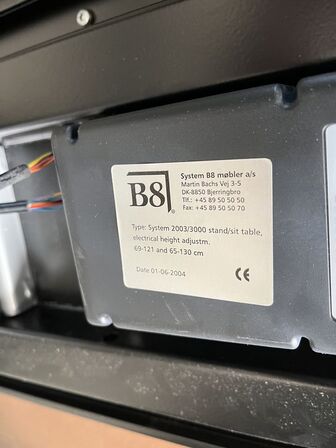 B8
System B8 møbler a/s
Martin Bachs Vej 3-5
DK-8850 Bjerringbro
Tlf.: +45 89 50 50 50
Fax: +45 89 50 50 70
Type: System 2003/3000 stand/sit table,
electrical height adjustm.
69-121 and 65-130 cm
Date 01-06-2004
CE